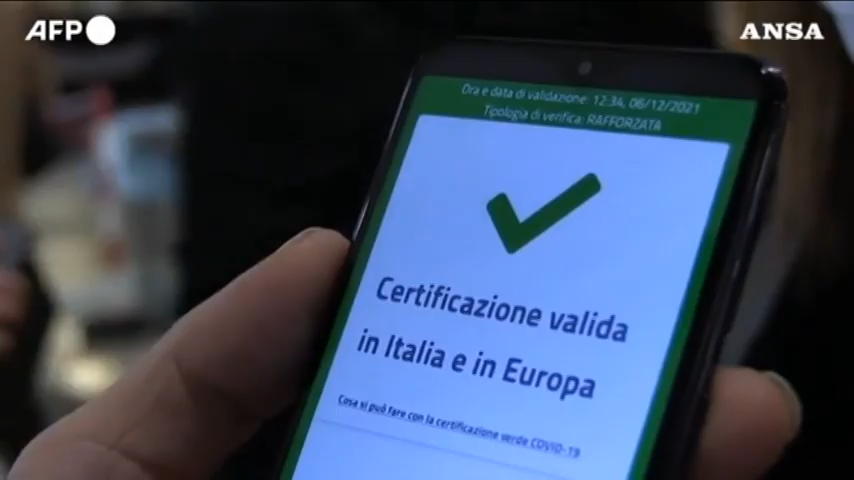 AFP
ANSA
Ora e data di validazione: 12:34, 06/12/2021
Tipologia di verifica: RAFFORZATA
Certificazione valida
in Italia e in Europa
Cosa si può fare con la certificazione verde COVID-19